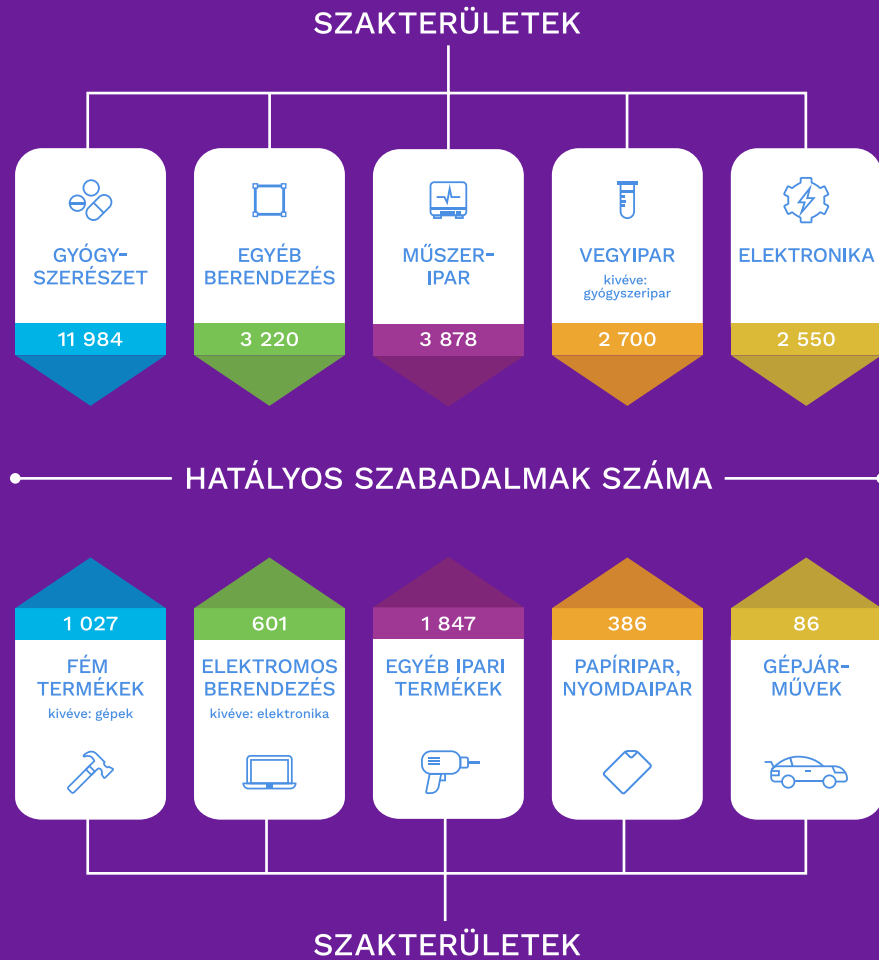 SZAKTERÜLETEK
GYÓGY-
SZERÉSZET
11 984
EGYÉB
BERENDEZÉS
3 220
MŰSZER-
IPAR
3 878
VEGYIPAR
kivéve:
gyógyszeripar
2 700
ELEKTRONIKA
2 550
HATÁLYOS SZABADALMAK SZÁMA
1 027
FÉM
TERMÉKEK
kivéve: gépek
601
ELEKTROMOS
BERENDEZÉS
kivéve: elektronika
1 847
EGYÉB IPARI
TERMÉKEK
386
PAPÍRIPAR,
NYOMDAIPAR
86
GÉPJÁR-
MŰVEK
SZAKTERÜLETEK